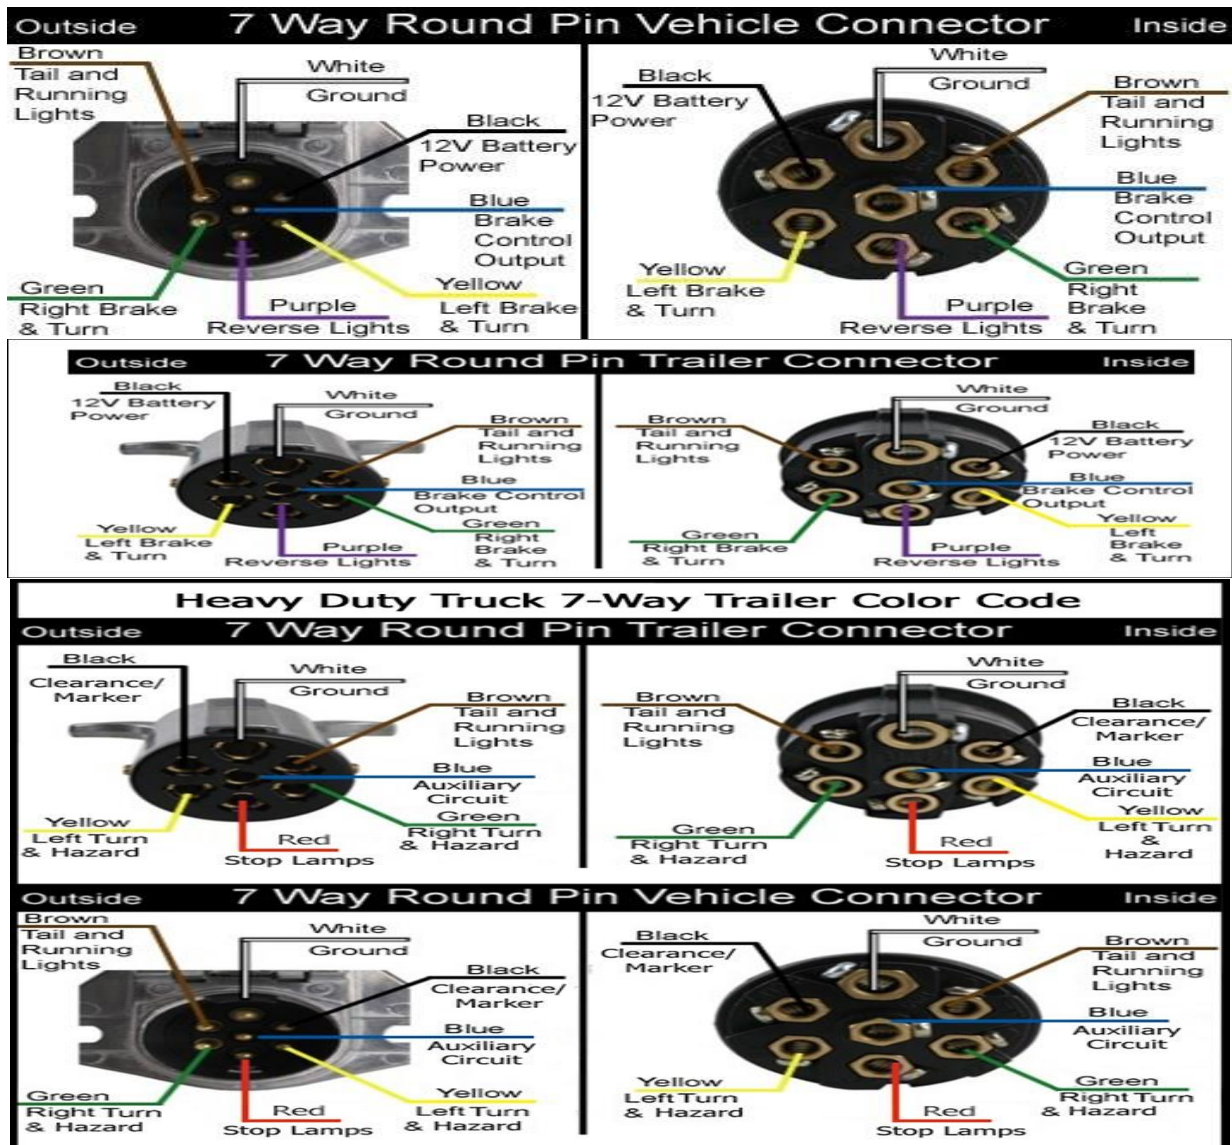 Outside 7 Way Round Pin Vehicle Connector Inside
Brown
Tail and
Running
Lights
White
Ground
Black
12V Battery
Power
Blue
Brake
Control
Output
Green
Right Brake
& Turn
Purple
Reverse Lights
Yellow
Left Brake
& Turn
Black
12V Battery
Power
White
Ground
Brown
Tail and
Running
Lights
Blue
Brake
Control
Output
Yellow
Left Brake
& Turn
Purple
Reverse Lights
Green
Right
Brake
& Turn
Outside 7 Way Round Pin Trailer Connector Inside
Black
12V Battery
Power
White
Ground
Brown
Tail and
Running
Lights
Blue
Brake Control
Output
Yellow
Left Brake
& Turn
Purple
Reverse Lights
Green
Right
Brake
& Turn
Brown
Tail and
Running
Lights
White
Ground
Black
12V Battery
Power
Blue
Brake Control
Output
Green
Right Brake
& Turn
Purple
Reverse Lights
Yellow
Left
Brake
& Turn
Heavy Duty Truck 7-Way Trailer Color Code
Outside 7 Way Round Pin Trailer Connector Inside
Black
Clearance/
Marker
White
Ground
Brown
Tail and
Running
Lights
Blue
Auxiliary
Circuit
Yellow
Left Turn
& Hazard
Red
Stop Lamps
Green
Right Turn
& Hazard
Brown
Tail and
Running
Lights
White
Ground
Black
Clearance/
Marker
Blue
Auxiliary
Circuit
Green
Right Turn
& Hazard
Red
Stop Lamps
Yellow
Left Turn
&
Hazard
Outside 7 Way Round Pin Vehicle Connector Inside
Brown
Tail and
Running
Lights
White
Ground
Black
Clearance/
Marker
Blue
Auxiliary
Circuit
Green
Right Turn
& Hazard
Red
Stop Lamps
Yellow
Left Turn
& Hazard
Black
Clearance/
Marker
White
Ground
Brown
Tail and
Running
Lights
Blue
Auxiliary
Circuit
Yellow
Left Turn
& Hazard
Red
Stop Lamps
Green
Right Turn
& Hazard